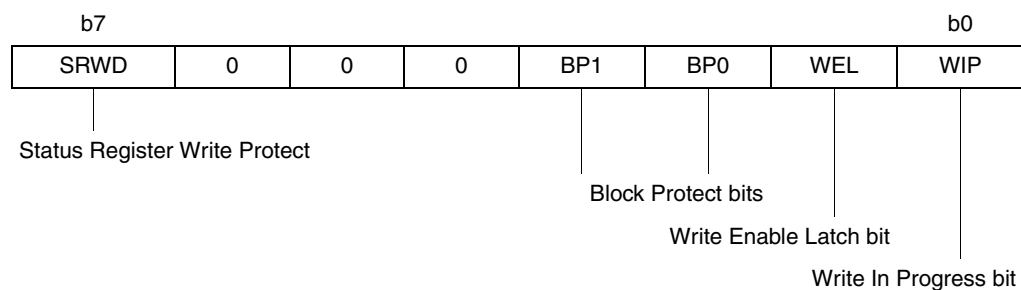 b7 b0
SRWD 0 0 0 BP1 BP0 WEL WIP
Status Register Write Protect
Block Protect bits
Write Enable Latch bit
Write In Progress bit